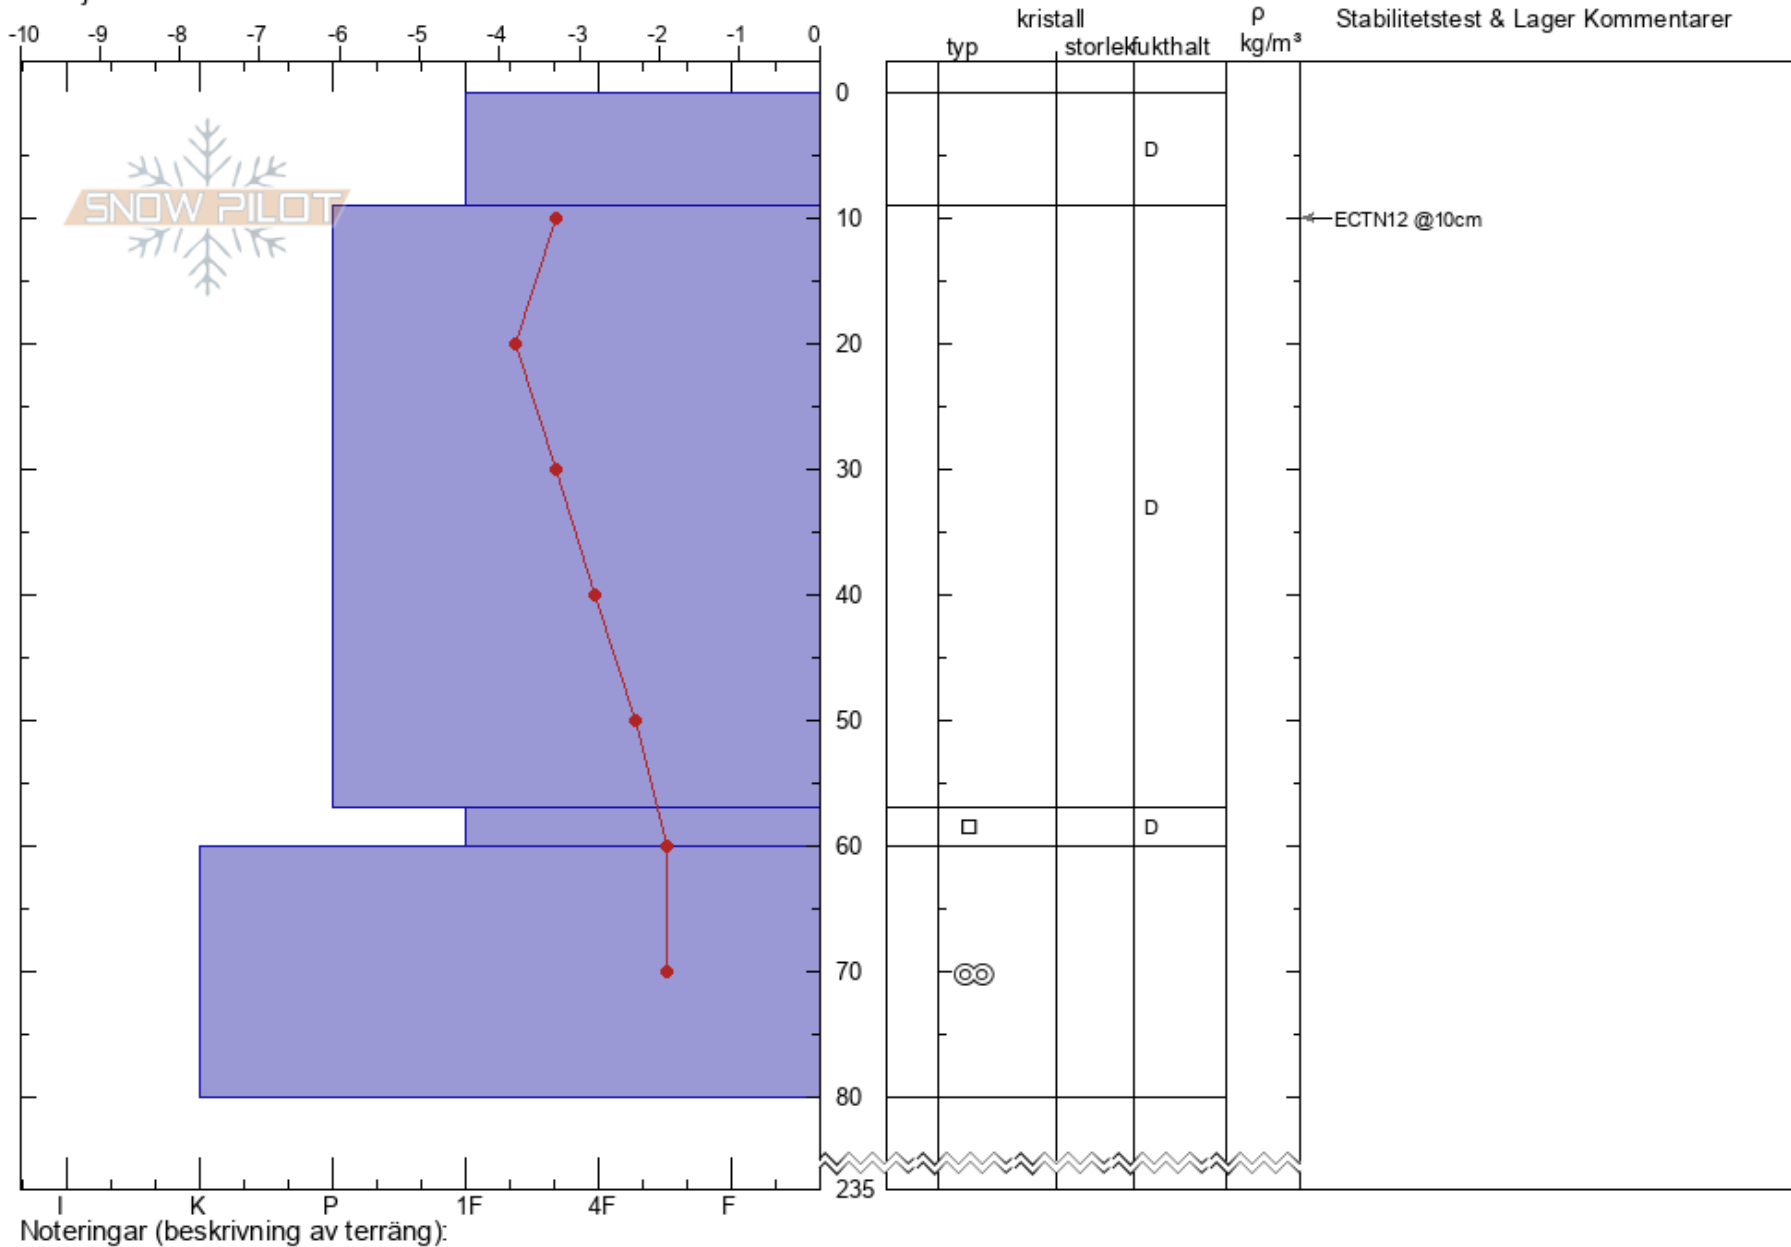 kristall ρ Stabilitetstest & Lager Kommentarer
-10 -9 -8 -7 -6 -5 -4 -3 -2 -1 0 typ storlek fukthalt kg/m³
0
D
SNOW PILOT
10 ECTN12 @10cm
20
30
D
40
50
D
60
70
80
235
I K P 1F 4F F
Noteringar (beskrivning av terräng):